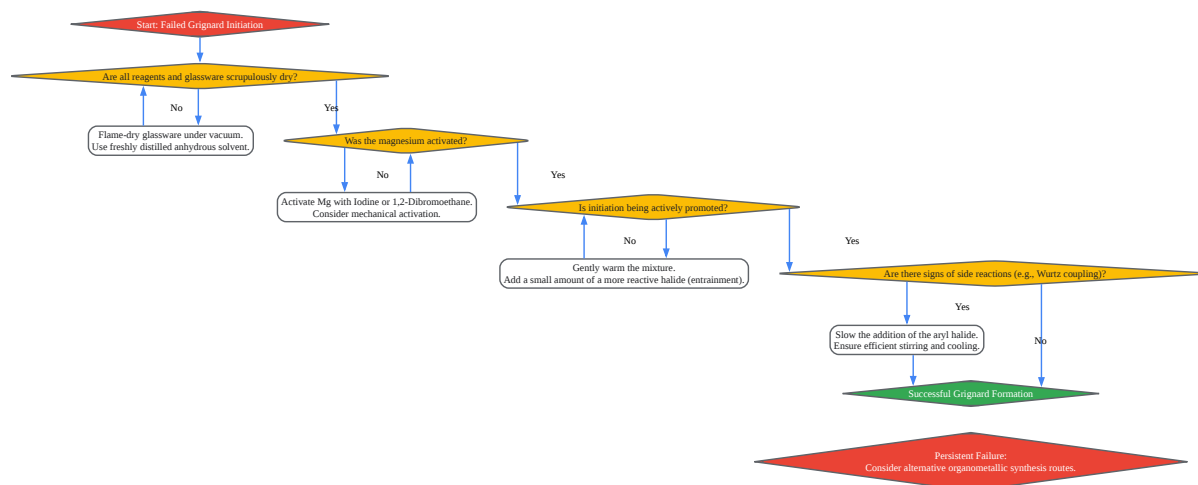 Start: Failed Grignard Initiation
Are all reagents and glassware scrupulously dry?
No
Yes
Flame-dry glassware under vacuum.
Use freshly distilled anhydrous solvent.
Was the magnesium activated?
No
Yes
Activate Mg with Iodine or 1,2-Dibromoethane.
Consider mechanical activation.
Is initiation being actively promoted?
No
Yes
Gently warm the mixture.
Add a small amount of a more reactive halide (entrainment).
Are there signs of side reactions (e.g., Wurtz coupling)?
Yes
No
Slow the addition of the aryl halide.
Ensure efficient stirring and cooling.
Successful Grignard Formation
Persistent Failure:
Consider alternative organometallic synthesis routes.